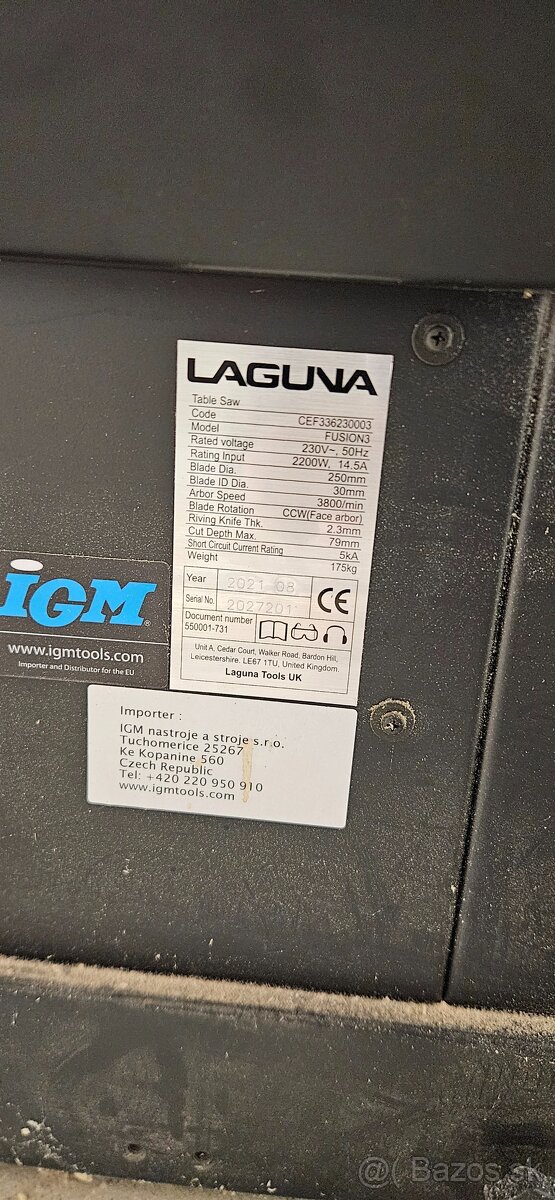 LAGUNA
Table Saw
Code CEF336230003
Model FUSION3
Rated voltage 230V~, 50Hz
Rating Input 2200W, 14.5A
Blade Dia. 250mm
Blade ID Dia. 30mm
Arbor Speed 3800/min
Blade Rotation CCW(Face arbor)
Riving Knife Thk. 2.3mm
Cut Depth Max. 79mm
Short Circuit Current Rating 5kA
Weight 175kg
Year 2021 08
Serial No. 2027201
CE
Document number
550001-731
Unit A, Cedar Court, Walker Road, Bardon Hill,
Leicestershire. LE67 1TU, United Kingdom.
Laguna Tools UK
IGM®
www.igmtools.com
Importer and Distributor for the EU
Importer :
IGM nastroje a stroje s.r.o.
Tuchomerice 25267
Ke Kopanine 560
Czech Republic
Tel: +420 220 950 910
www.igmtools.com
@ Bazos.sk